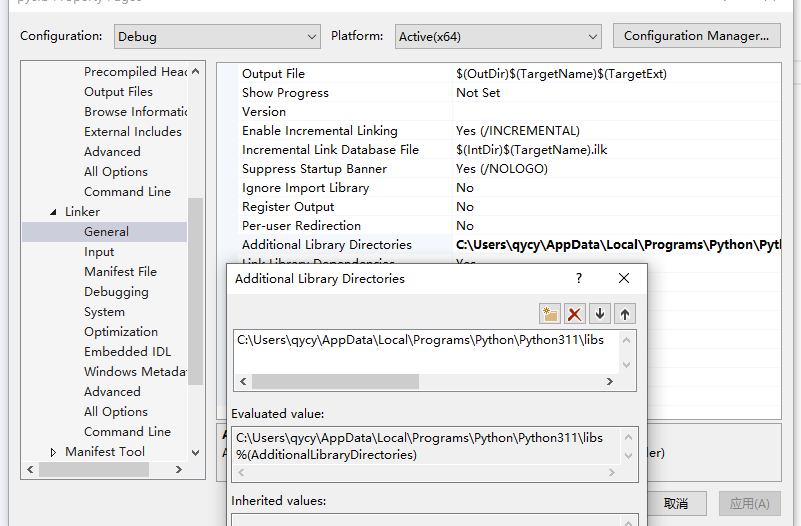 Configuration:
Debug
Platform:
Active(x64)
Configuration Manager...
Precompiled Head
Output Files
Browse Informatic
External Includes
Advanced
All Options
Command Line
Linker
General
Input
Manifest File
Debugging
System
Optimization
Embedded IDL
Windows Metada
Advanced
All Options
Command Line
Manifest Tool
Output File $(OutDir)$(TargetName)$(TargetExt)
Show Progress Not Set
Version
Enable Incremental Linking Yes (/INCREMENTAL)
Incremental Link Database File $(IntDir)$(TargetName).ilk
Suppress Startup Banner Yes (/NOLOGO)
Ignore Import Library No
Register Output No
Per-user Redirection No
Additional Library Directories C:\Users\qycy\AppData\Local\Programs\Python\Pyt
Link Library Dependencies Yes
Additional Library Directories
?
C:\Users\qycy\AppData\Local\Programs\Python\Python311\libs
Evaluated value:
C:\Users\qycy\AppData\Local\Programs\Python\Python311\libs
%(AdditionalLibraryDirectories)
Inherited values:
der)
取消
应用(A)